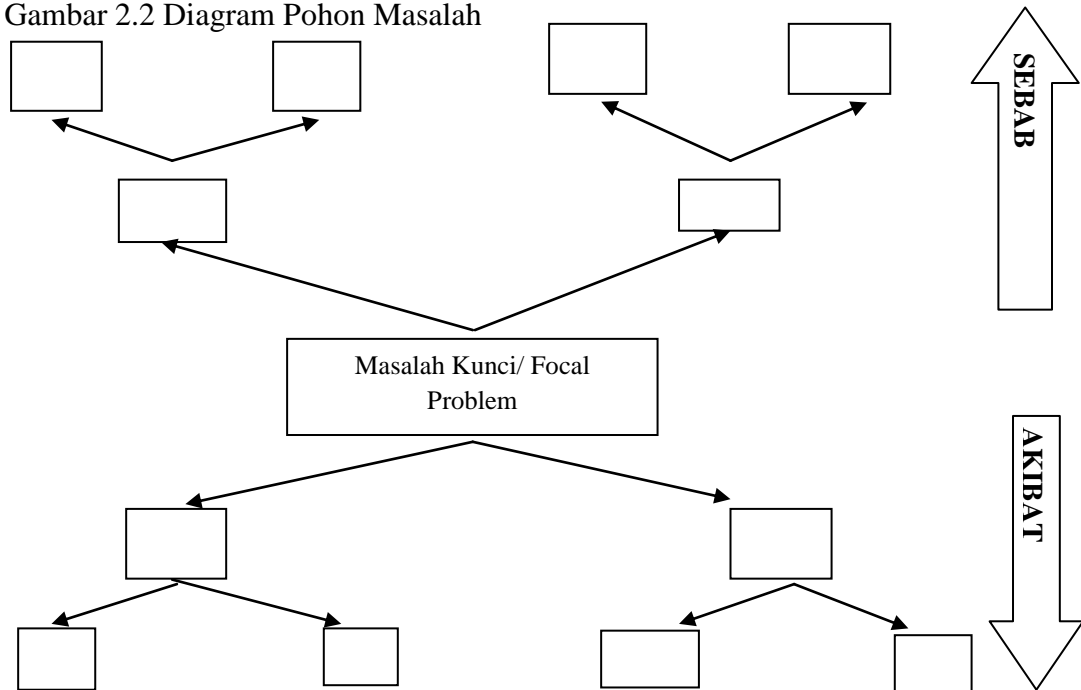 Gambar 2.2 Diagram Pohon Masalah
SEBAB
Masalah Kunci/ Focal
Problem
AKIBAT